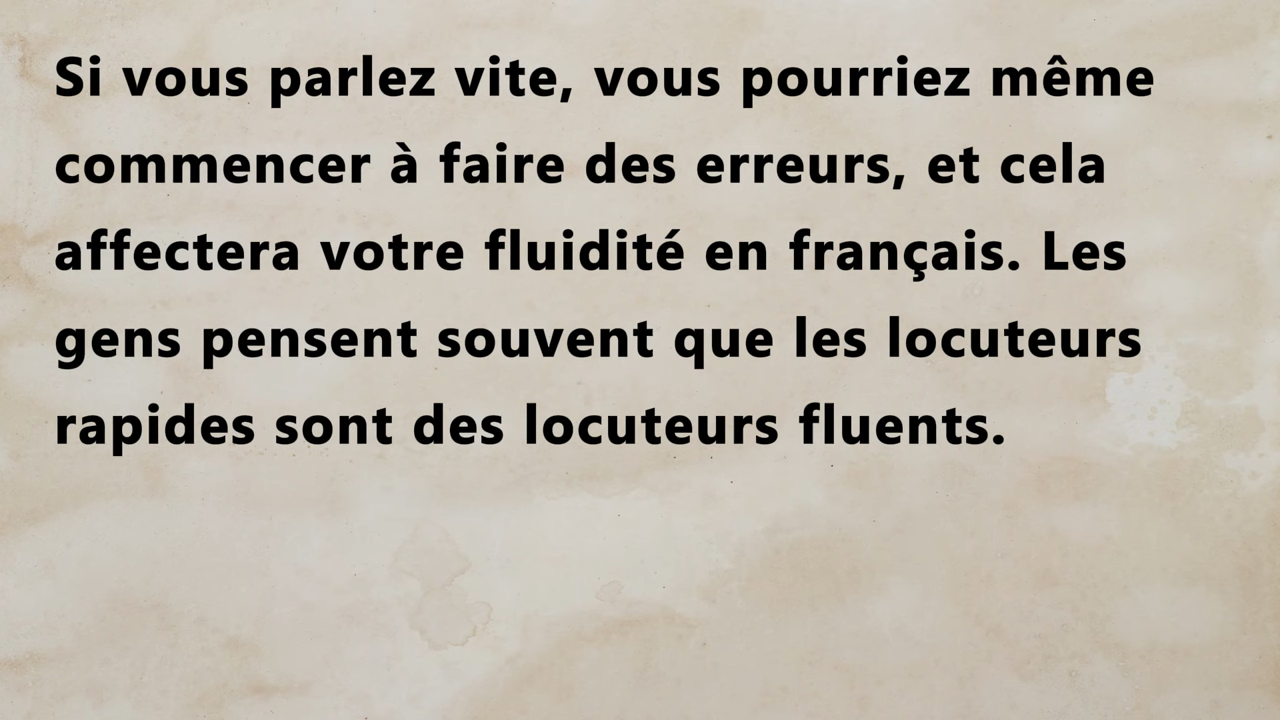 Si vous parlez vite, vous pourriez même
commencer à faire des erreurs, et cela
affectera votre fluidité en français. Les
gens pensent souvent que les locuteurs
rapides sont des locuteurs fluents.